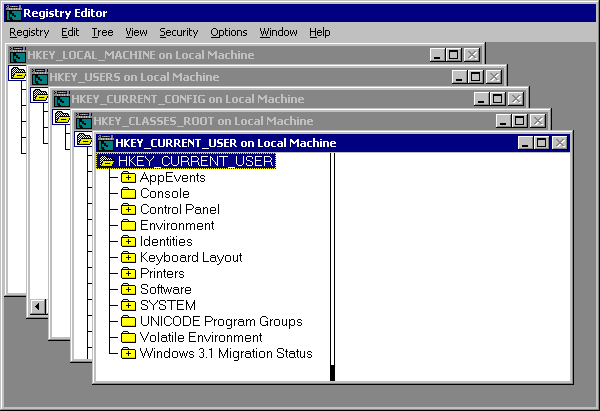 Registry Editor
Registry Edit Tree View Security Options Window Help
HKEY_LOCAL_MACHINE on Local Machine
HKEY_USERS on Local Machine
HKEY_CURRENT_CONFIG on Local Machine
HKEY_CLASSES_ROOT on Local Machine
HKEY_CURRENT_USER on Local Machine
HKEY_CURRENT_USER
AppEvents
Console
Control Panel
Environment
Identities
Keyboard Layout
Printers
Software
SYSTEM
UNICODE Program Groups
Volatile Environment
Windows 3.1 Migration Status